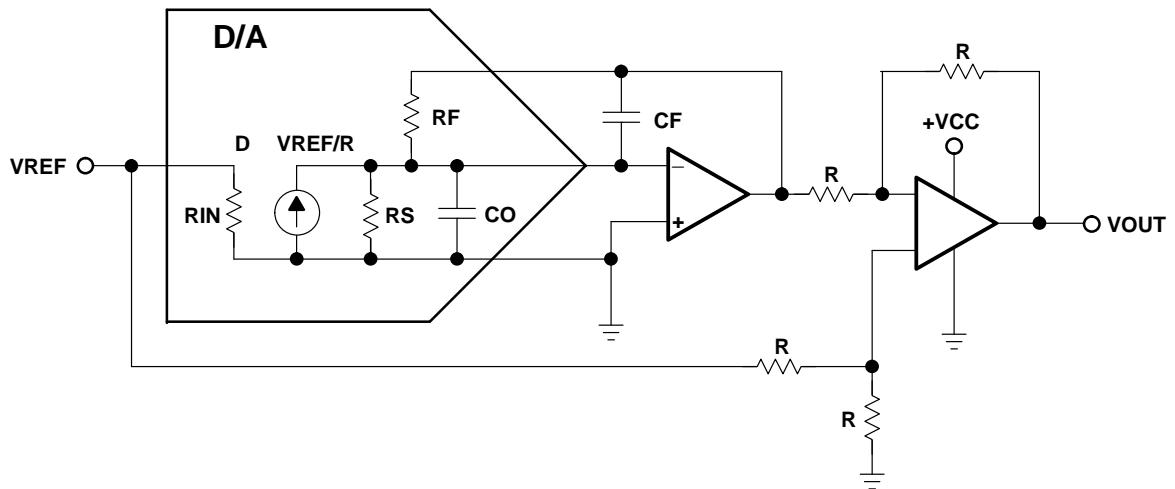 D/A
R
RF
CF
+VCC
D VREF/R
VREF
R
RIN
RS
CO
−
+
VOUT
R
R